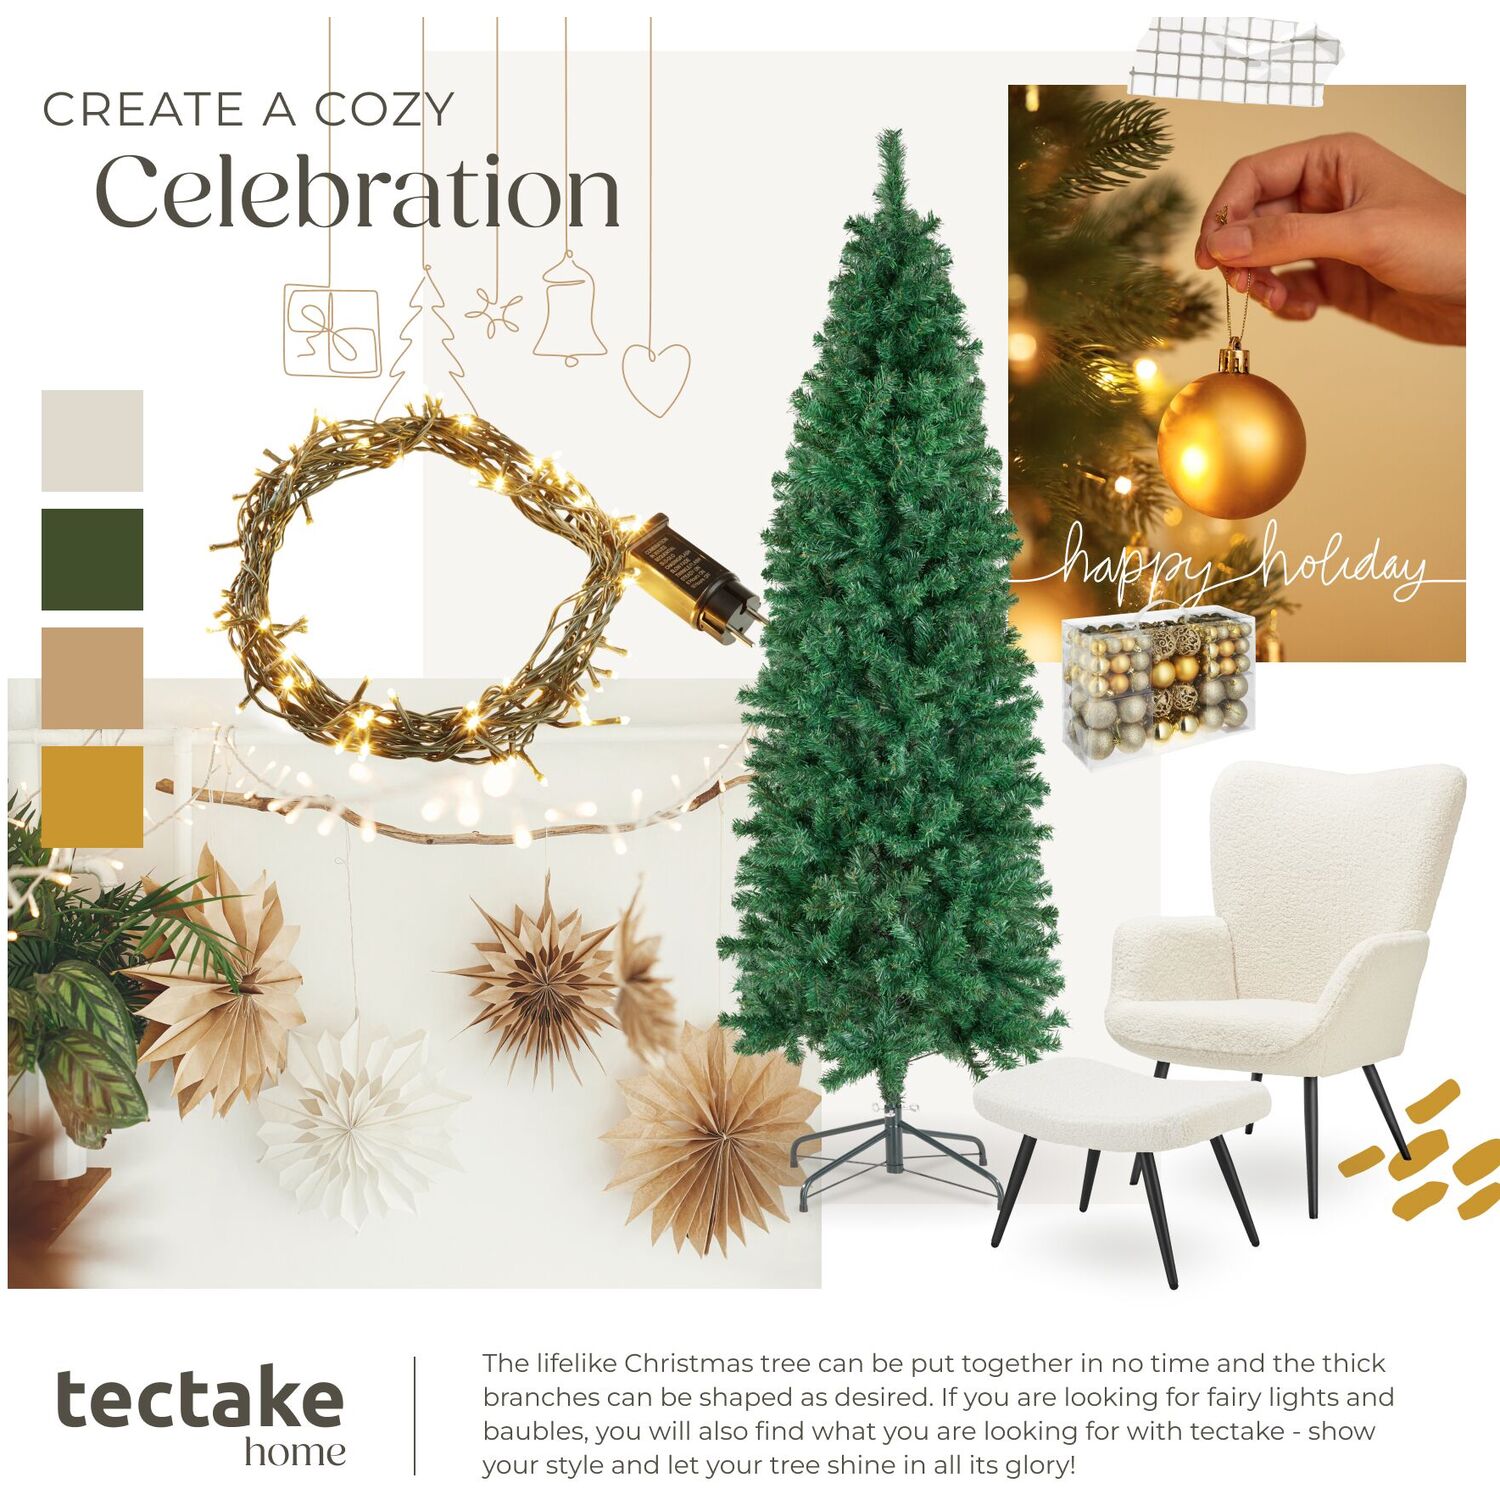 CREATE A COZY
Celebration
happy holiday
tectake
home
The lifelike Christmas tree can be put together in no time and the thick
branches can be shaped as desired. If you are looking for fairy lights and
baubles, you will also find what you are looking for with tectake - show
your style and let your tree shine in all its glory!